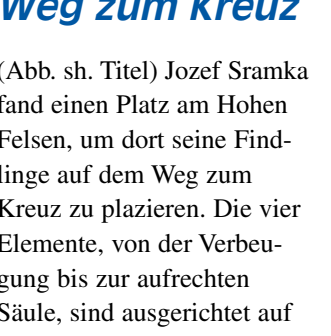 Weg zum Kreuz
(Abb. sh. Titel) Jozef Sramka
fand einen Platz am Hohen
Felsen, um dort seine Find-
linge auf dem Weg zum
Kreuz zu plazieren. Die vier
Elemente, von der Verbeu-
gung bis zur aufrechten
Säule, sind ausgerichtet auf